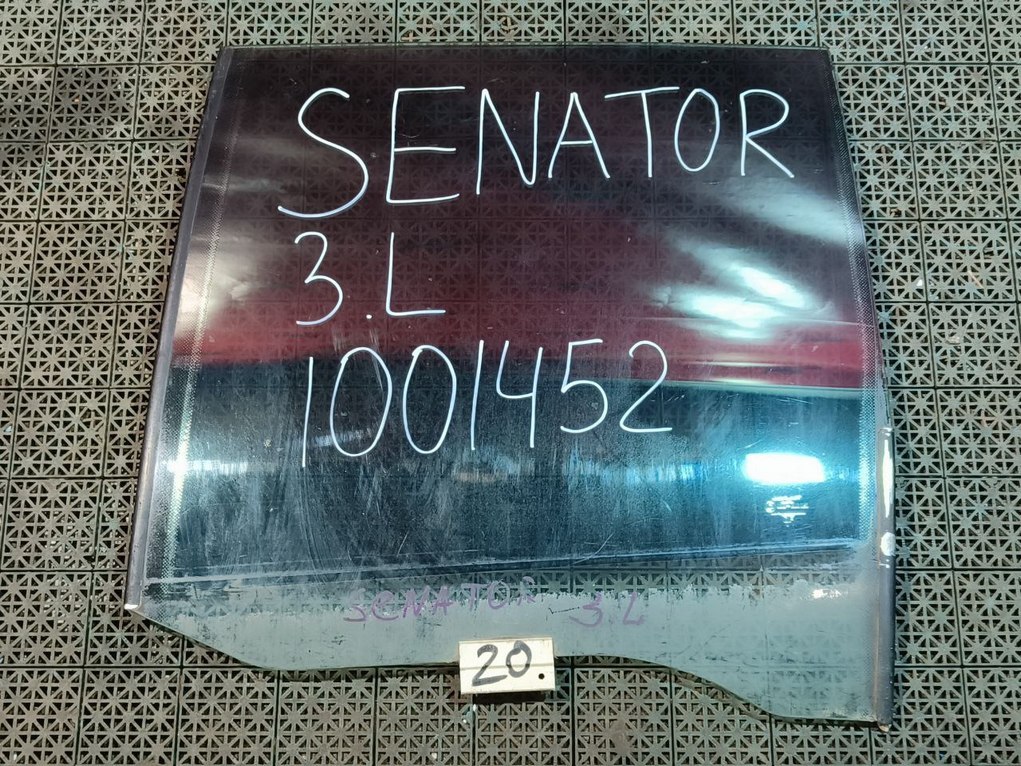 SENATOR
3.L
1001452
SENATOR 3.L
20.